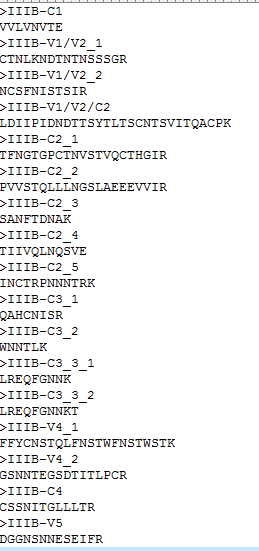 >IIIB-C1
VVLVNVTE
>IIIB-V1/V2_1
CTNLKNDTNTNSSSGR
>IIIB-V1/V2_2
NCSFNISTSIR
>IIIB-V1/V2/C2
LDIIPIDNDTTSYTLTSCNTSVITQACPK
>IIIB-C2_1
TFNGTGPCTNVSTVQCTHGIR
>IIIB-C2_2
PVVSTQLLLNGSLAEEEVVIR
>IIIB-C2_3
SANFTDNAK
>IIIB-C2_4
TIIVQLNQSVE
>IIIB-C2_5
INCTRPNNNTRK
>IIIB-C3_1
QAHCNISR
>IIIB-C3_2
WNNTLK
>IIIB-C3_3_1
LREQFGNNK
>IIIB-C3_3_2
LREQFGNNKT
>IIIB-V4_1
FFYCNSTQLFNSTWFNSTWSTK
>IIIB-V4_2
GSNNTEGSDTITLPCR
>IIIB-C4
CSSNITGLLLTR
>IIIB-V5
DGGNSNNESEIFR